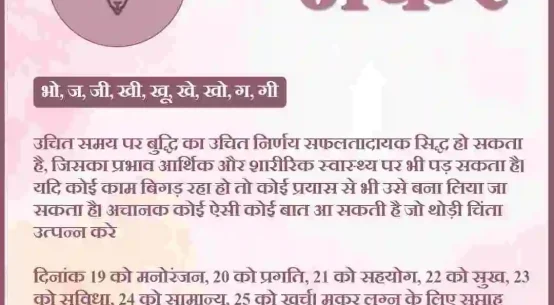 मकर
भो, ज, जी, खी, खू, खे, खो, ग, गी
उचित समय पर बुद्धि का उचित निर्णय सफलतादायक सिद्ध हो सकता
है, जिसका प्रभाव आर्थिक और शारीरिक स्वास्थ्य पर भी पड़ सकता है।
यदि कोई काम बिगड़ रहा हो तो कोई प्रयास से भी उसे बना लिया जा
सकता है। अचानक कोई ऐसी कोई बात आ सकती है जो थोड़ी चिंता
उत्पन्न करे
दिनांक 19 को मनोरंजन, 20 को प्रगति, 21 को सहयोग, 22 को सुख, 23
को सुविधा, 24 को सामान्य, 25 को खर्च। मकर लग्न के लिए सप्ताह